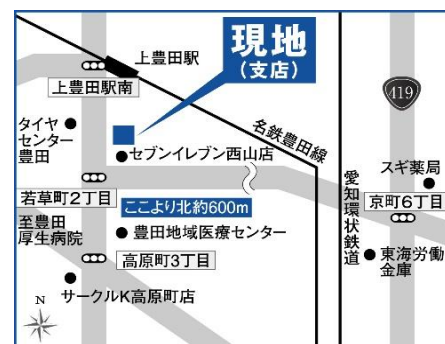 上豊田駅
現地
(支店)
上豊田駅南
419
タイヤ
センター
豊田
名鉄豊田線
セブンイレブン西山店
スギ薬局
愛知環状鉄道
若草町2丁目
ここより北約600m
京町6丁目
至豊田
厚生病院
豊田地域医療センター
東海労働
金庫
高原町3丁目
サークルK高原町店
N